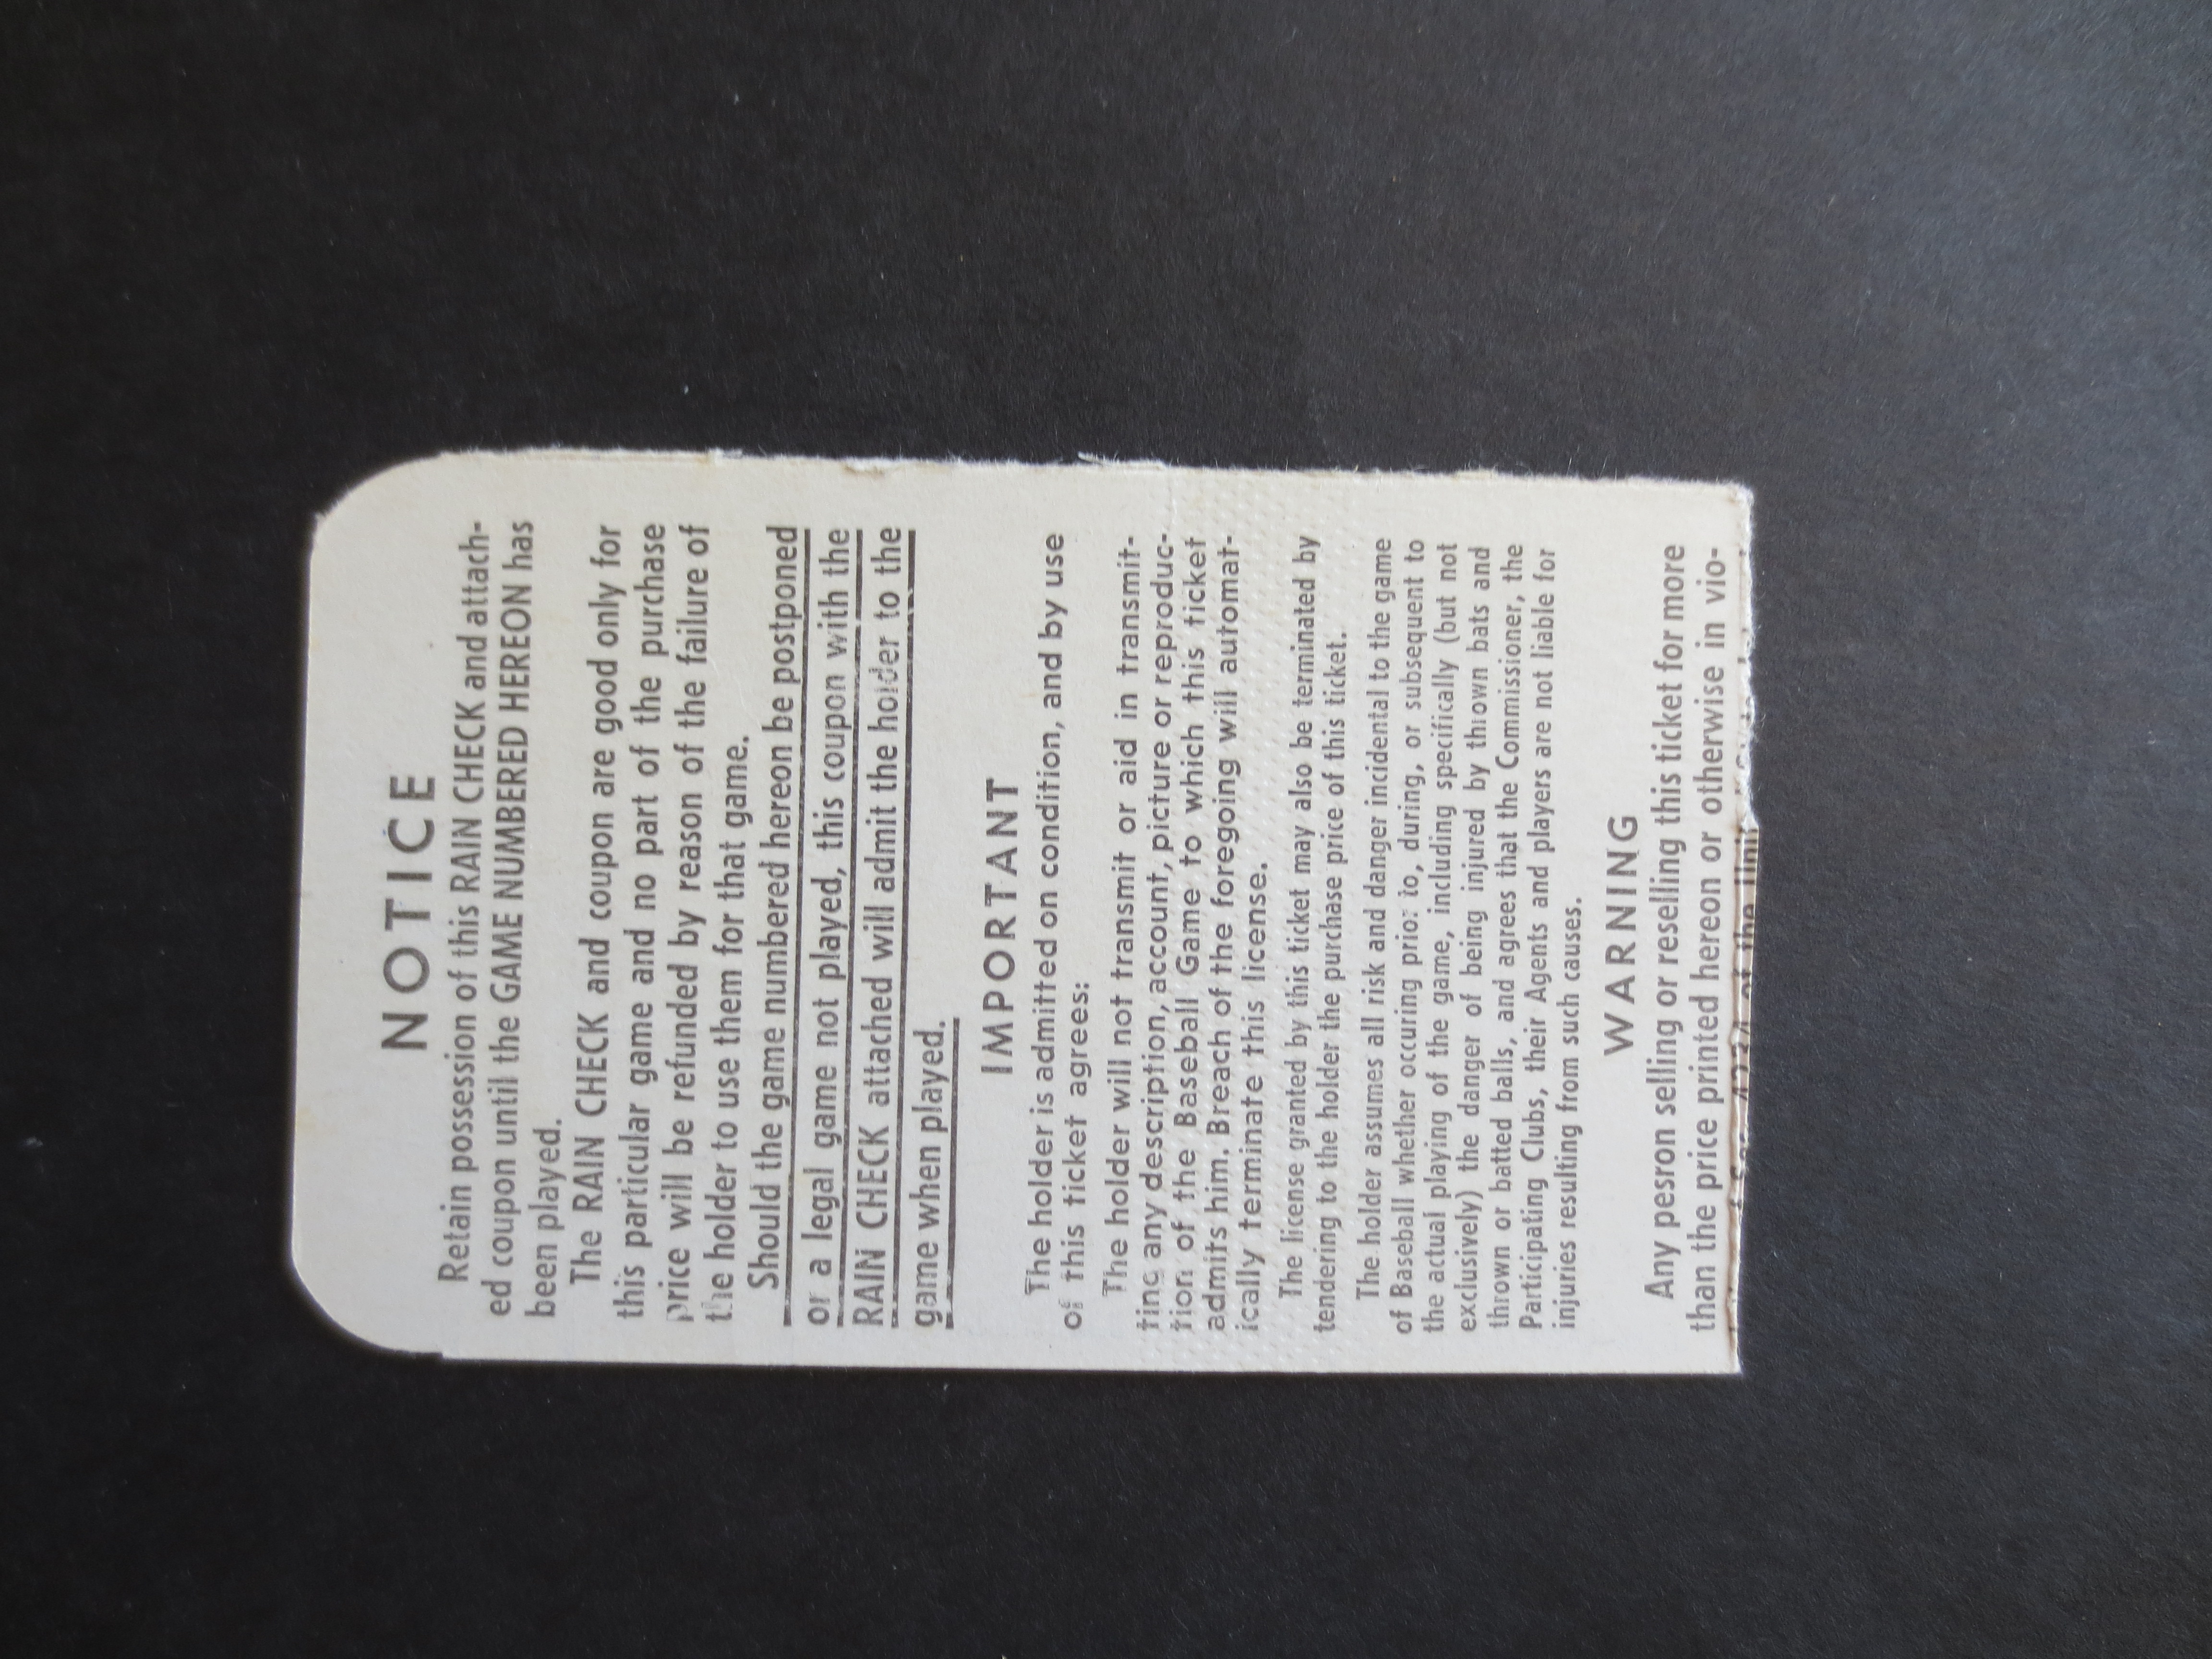 NOTICE
Retain possession of this RAIN CHECK and attach-
ed coupon until the GAME NUMBERED HEREON has
been played.
The RAIN CHECK and coupon are good only for
this particular game and no part of the purchase
price will be refunded by reason of the failure of
the holder to use them for that game.
Should the game numbered hereon be postponed
or a legal game not played, this coupon with the
RAIN CHECK attached will admit the holder to the
game when played.
IMPORTANT
The holder is admitted on condition, and by use
of this ticket agrees:
The holder will not transmit or aid in transmit-
ting any description, account, picture or reproduc-
tion of the Baseball Game to which this ticket
admits him. Breach of the foregoing will automat-
ically terminate this license.
The license granted by this ticket may also be terminated by
tendering to the holder the purchase price of this ticket.
The holder assumes all risk and danger incidental to the game
of Baseball whether occuring prior to, during, or subsequent to
the actual playing of the game, including specifically (but not
exclusively) the danger of being injured by thrown bats and
thrown or batted balls, and agrees that the Commissioner, the
Participating Clubs, their Agents and players are not liable for
injuries resulting from such causes.
WARNING
Any pesron selling or reselling this ticket for more
than the price printed hereon or otherwise in vio-
of the